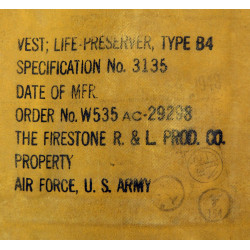 VEST; LIFE-PRESERVER, TYPE B4
SPECIFICATION No. 3135
DATE OF MFR.
ORDER No. W535 AC-29298
THE FIRESTONE R. & L. PROD. CO.
PROPERTY
AIR FORCE, U. S. ARMY